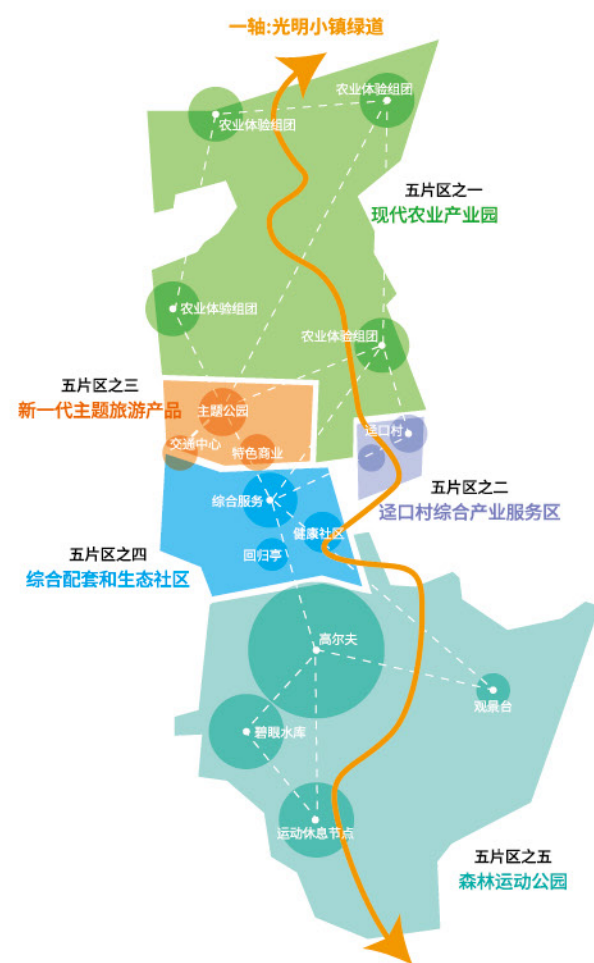 一轴:光明小镇绿道
农业体验组团
农业体验组团
五片区之一
现代农业产业园
农业体验组团
农业体验组团
五片区之三
新一代主题旅游产品
主题公园
交通中心
特色商业
迳口村
五片区之二
迳口村综合产业服务区
综合服务
健康社区
回归亭
五片区之四
综合配套和生态社区
高尔夫
观景台
碧眼水库
运动休息节点
五片区之五
森林运动公园